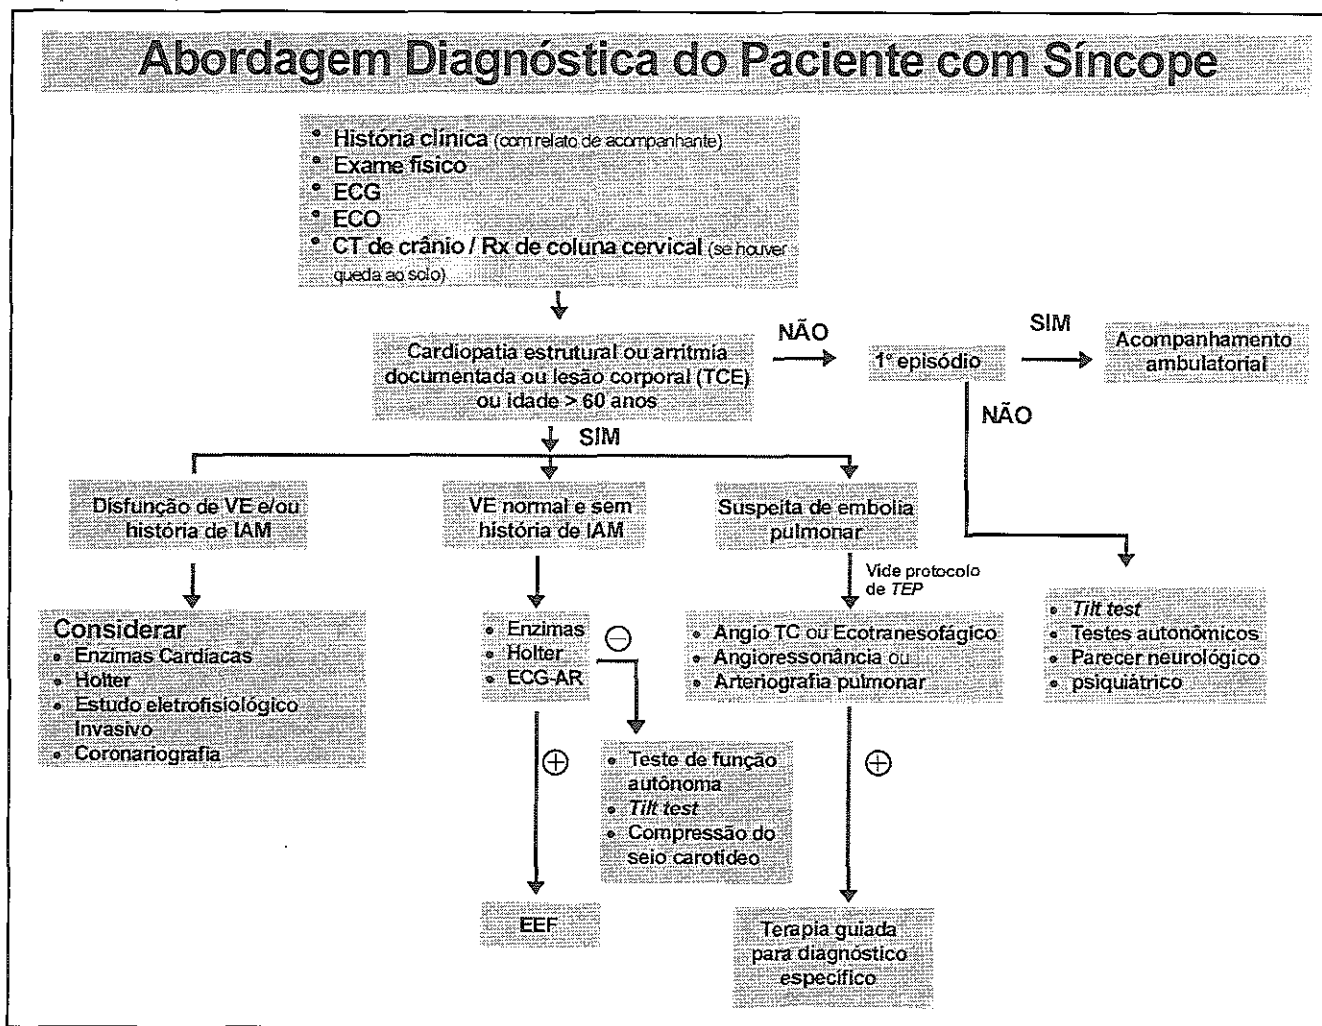 Abordagem Diagnóstica do Paciente com Síncope
• História clínica (com relato de acompanhante)
• Exame físico
• ECG
• ECO
• CT de crânio / Rx de coluna cervical (se houver
queda ao solo)
Cardiopatia estrutural ou arritmia
documentada ou lesão corporal (TCE)
ou idade > 60 anos
NÃO
1º episódio
SIM
Acompanhamento
ambulatorial
NÃO
SIM
Disfunção de VE e/ou
história de IAM
VE normal e sem
história de IAM
Suspeita de embolia
pulmonar
Vide protocolo
de TEP
Considerar
• Enzimas Cardíacas
• Holter
• Estudo eletrofisiológico
Invasivo
• Coronariografia
• Enzimas
• Holter
• ECG-AR
⊖
• Angio TC ou Ecotranesofágico
• Angioressonância ou
• Arteriografia pulmonar
• Tilt test
• Testes autonômicos
• Parecer neurológico
• psiquiátrico
⊕
• Teste de função
autônoma
• Tilt test
• Compressão do
seio carotídeo
⊕
EEF
Terapia guiada
para diagnóstico
específico